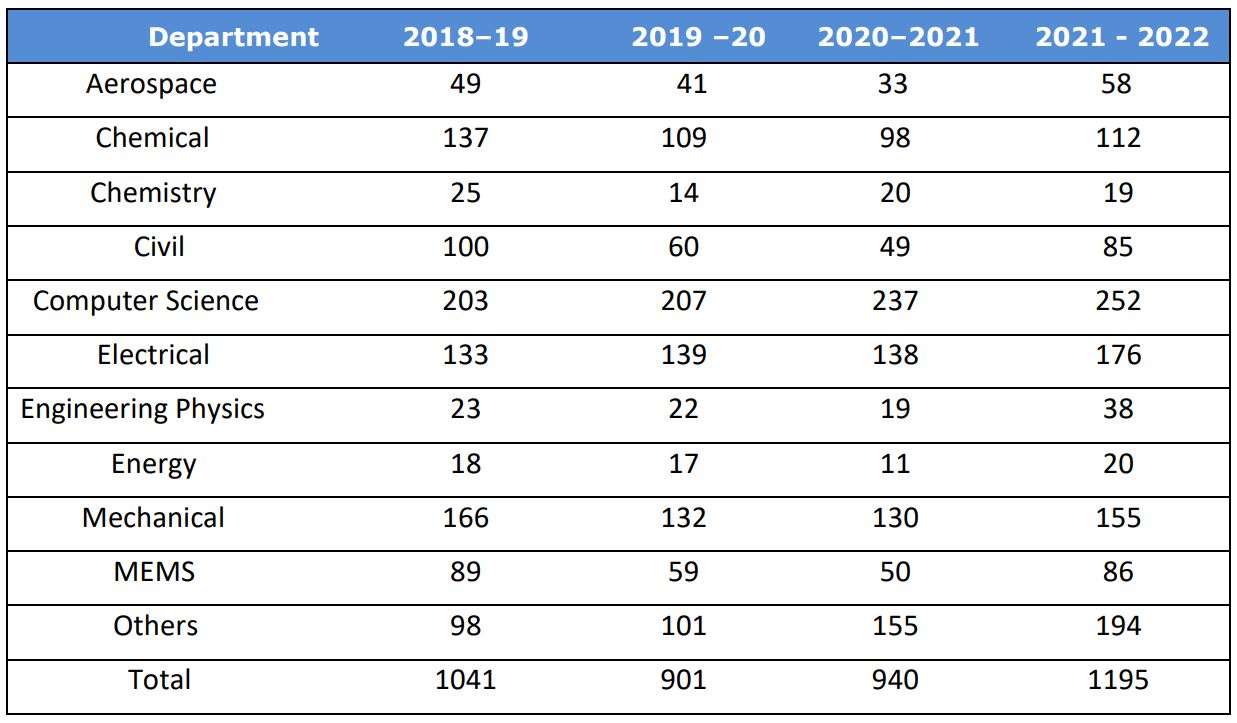 Department 2018–19 2019 –20 2020–2021 2021 - 2022
Aerospace 49 41 33 58
Chemical 137 109 98 112
Chemistry 25 14 20 19
Civil 100 60 49 85
Computer Science 203 207 237 252
Electrical 133 139 138 176
Engineering Physics 23 22 19 38
Energy 18 17 11 20
Mechanical 166 132 130 155
MEMS 89 59 50 86
Others 98 101 155 194
Total 1041 901 940 1195